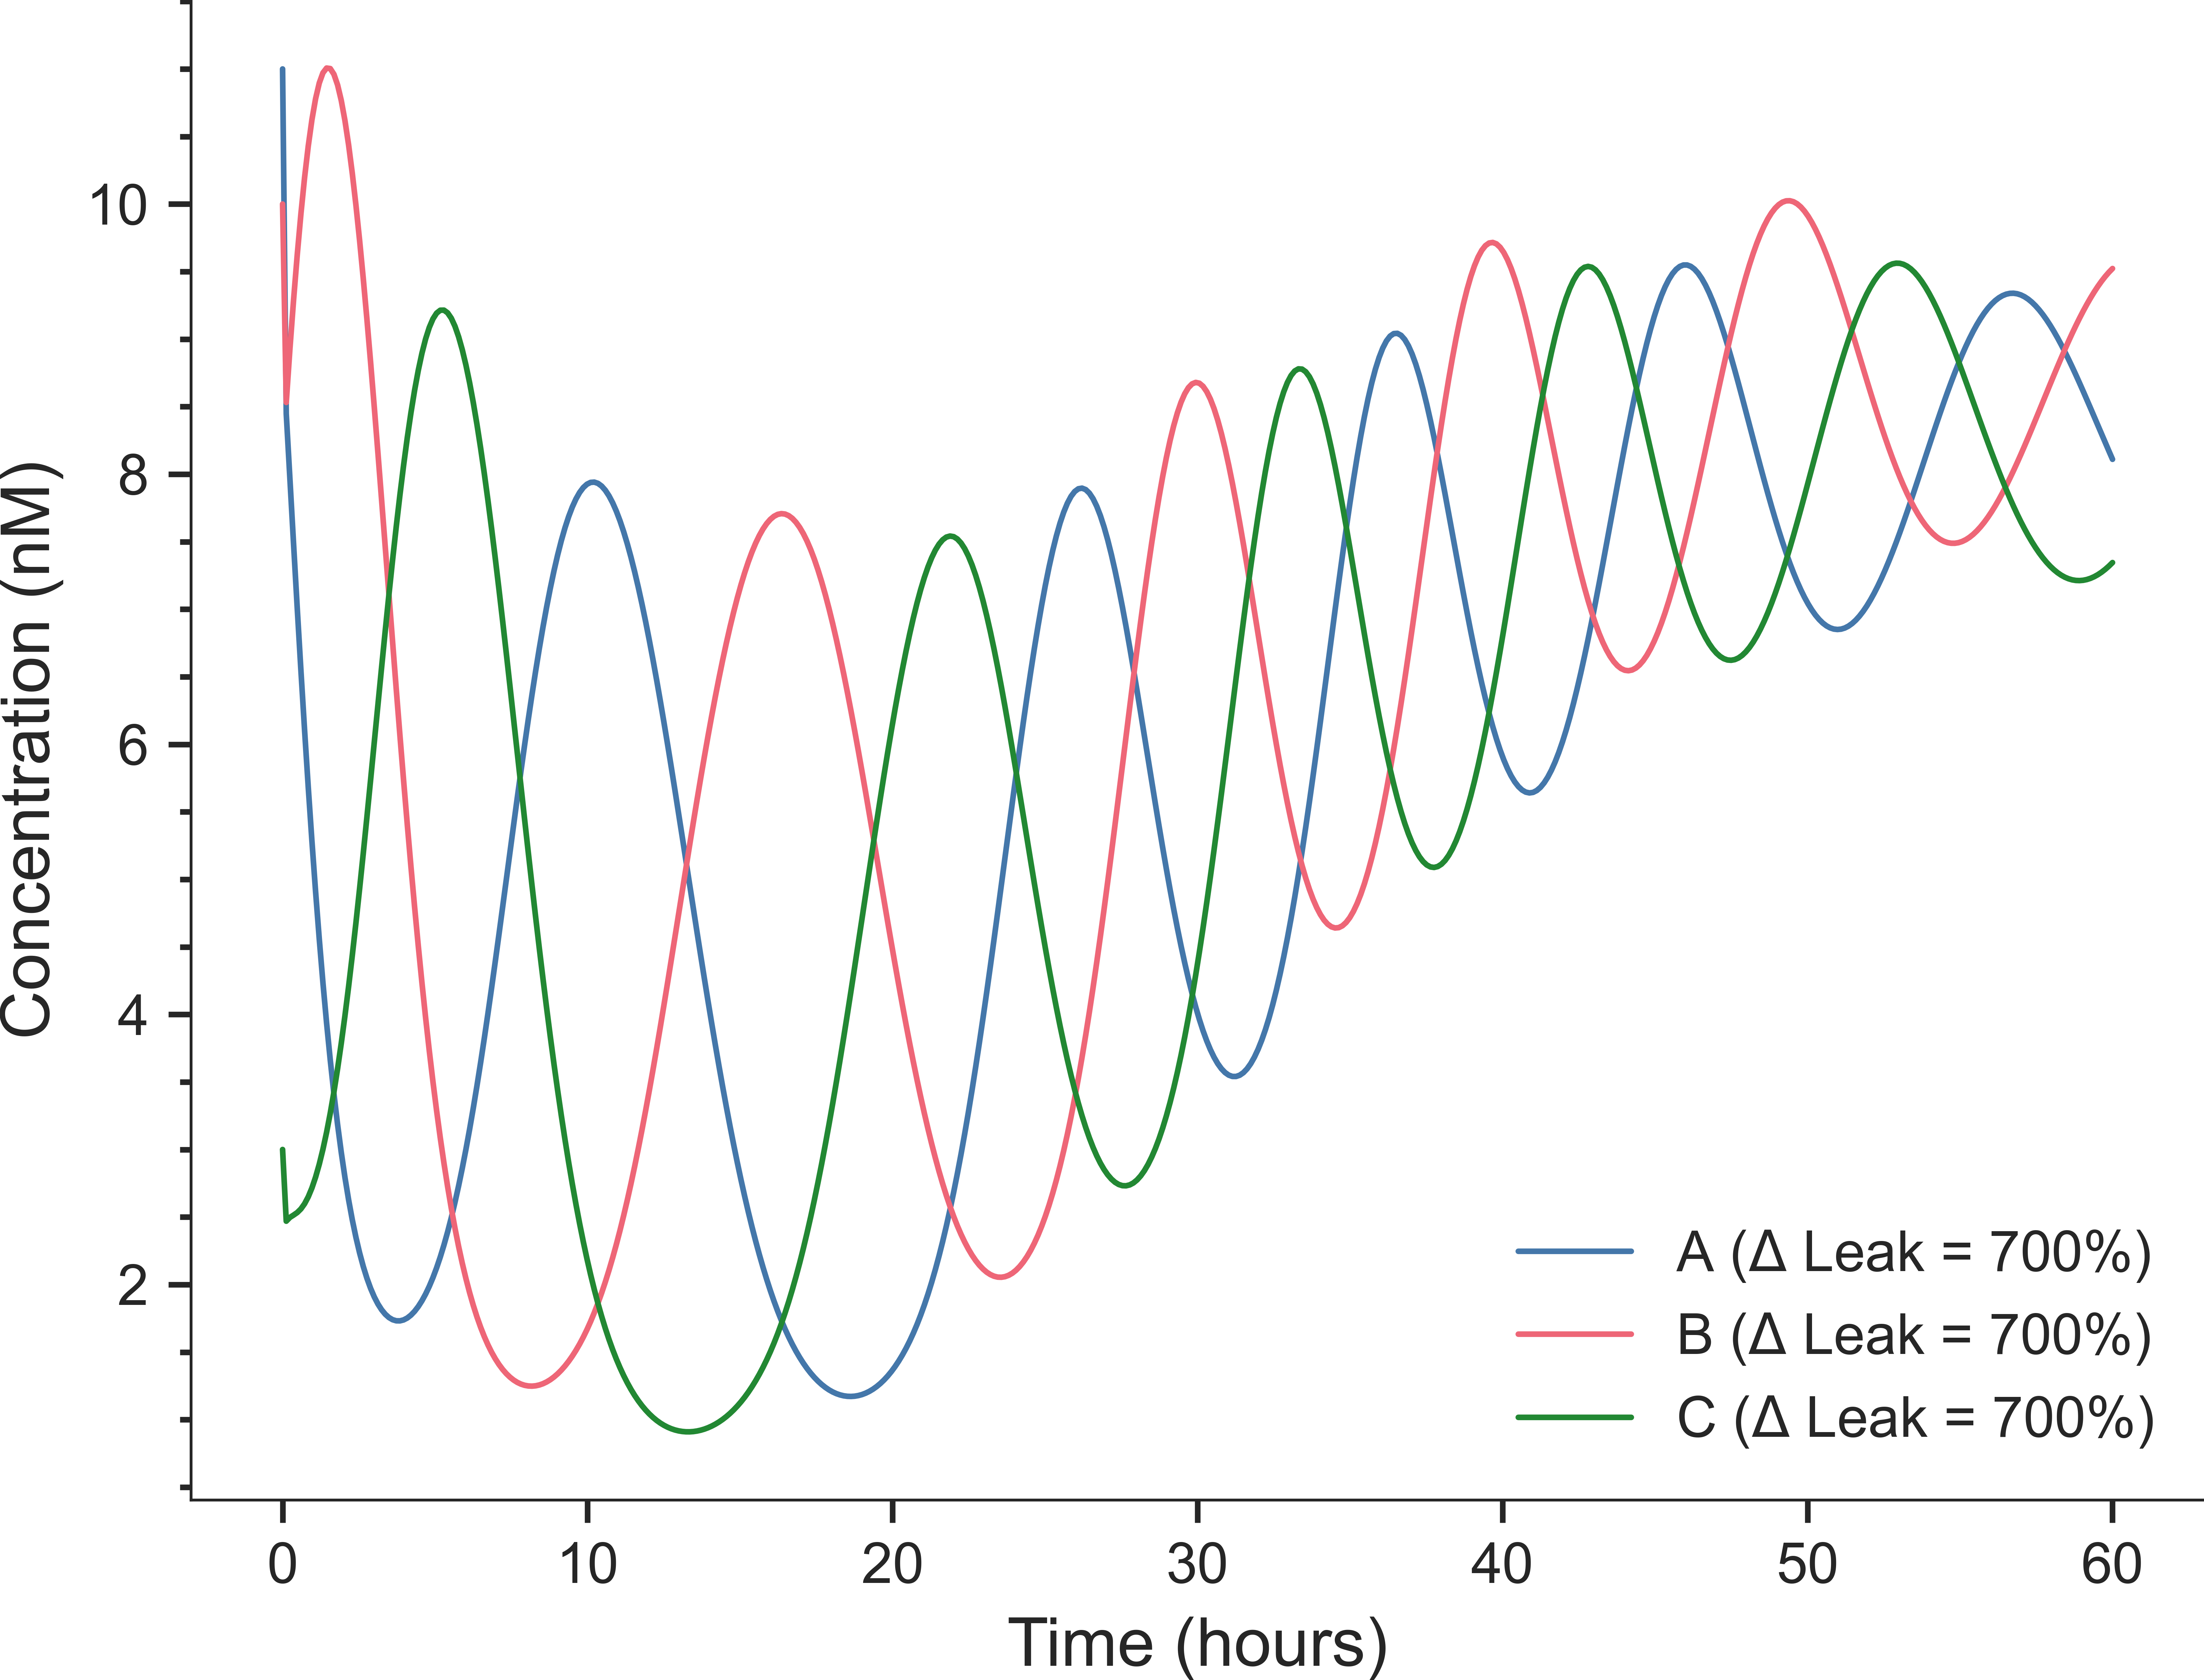 Concentration (nM)
10
8
6
4
2
A (Δ Leak = 700%)
B (Δ Leak = 700%)
C (Δ Leak = 700%)
0 10 20 30 40 50 60
Time (hours)